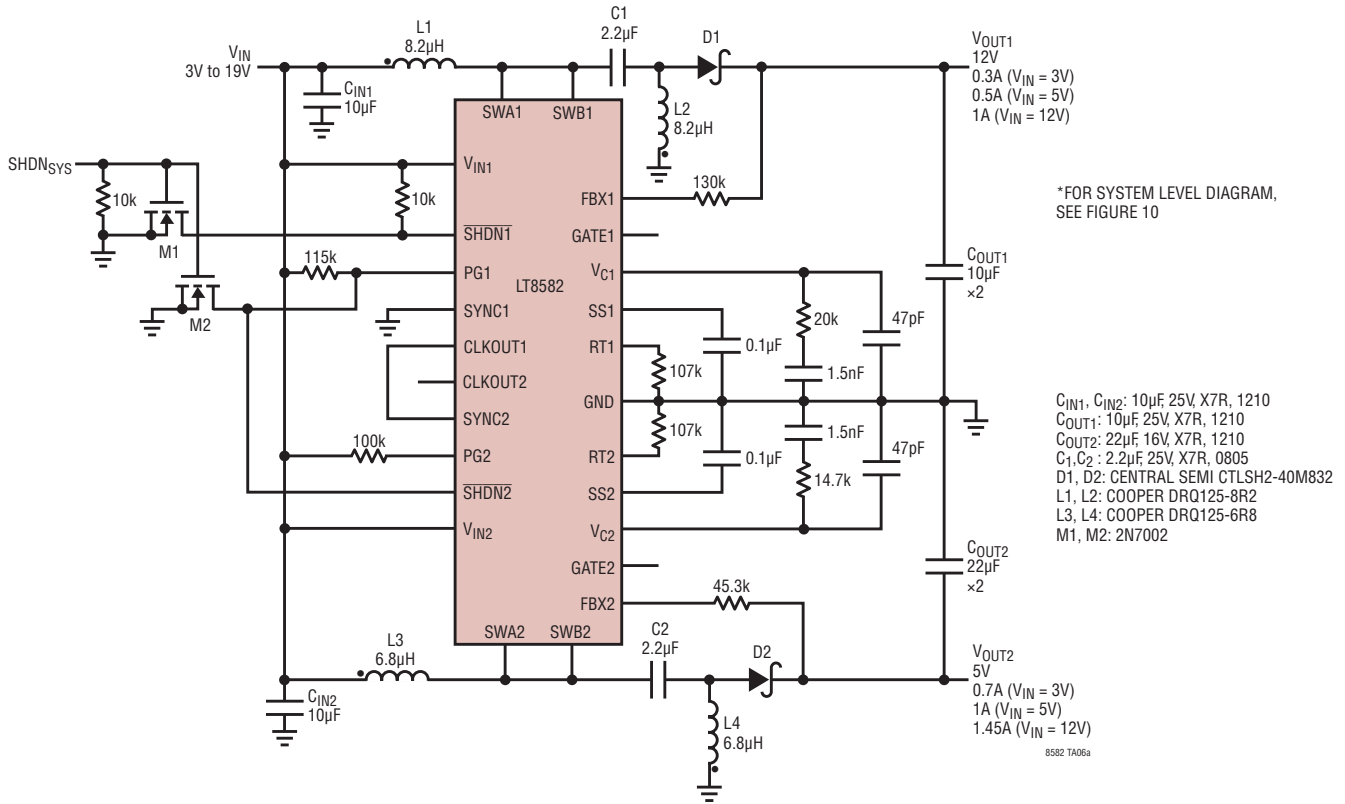 L1
8.2µH
C1
2.2µF
D1
VIN
3V to 19V
CIN1
10µF
L2
8.2µH
VOUT1
12V
0.3A (VIN = 3V)
0.5A (VIN = 5V)
1A (VIN = 12V)
SWA1
SWB1
SHDNSYS
10k
M1
10k
VIN1
SHDN1
FBX1
130k
GATE1
*FOR SYSTEM LEVEL DIAGRAM,
SEE FIGURE 10
115k
M2
PG1
LT8582
SYNC1
CLKOUT1
CLKOUT2
SYNC2
100k
PG2
SHDN2
VIN2
VC1
SS1
RT1
GND
RT2
SS2
VC2
GATE2
FBX2
107k
107k
0.1µF
0.1µF
20k
1.5nF
1.5nF
14.7k
47pF
47pF
COUT1
10µF
×2
CIN1, CIN2: 10µF, 25V, X7R, 1210
COUT1: 10µF, 25V, X7R, 1210
COUT2: 22µF, 16V, X7R, 1210
C1,C2 : 2.2µF, 25V, X7R, 0805
D1, D2: CENTRAL SEMI CTLSH2-40M832
L1, L2: COOPER DRQ125-8R2
L3, L4: COOPER DRQ125-6R8
M1, M2: 2N7002
COUT2
22µF
×2
45.3k
SWA2
SWB2
L3
6.8µH
C2
2.2µF
D2
CIN2
10µF
L4
6.8µH
VOUT2
5V
0.7A (VIN = 3V)
1A (VIN = 5V)
1.45A (VIN = 12V)
8582 TA06a